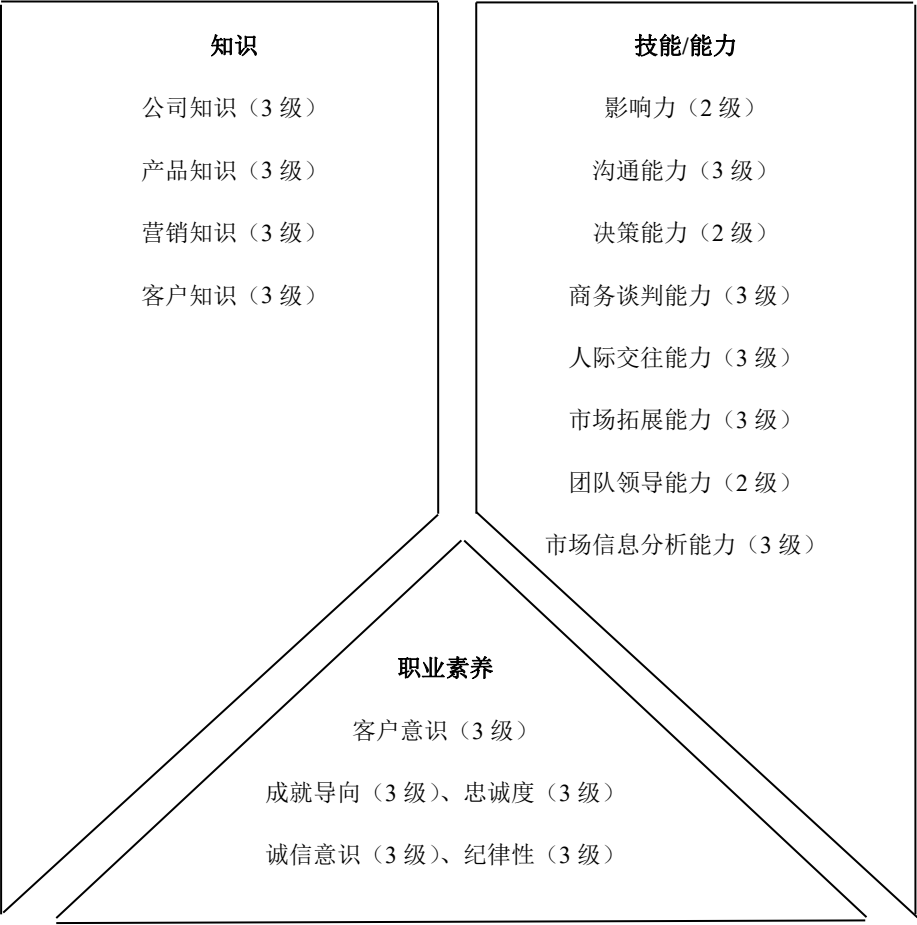 知识
公司知识（3 级）
产品知识（3 级）
营销知识（3 级）
客户知识（3 级）
技能/能力
影响力（2 级）
沟通能力（3 级）
决策能力（2 级）
商务谈判能力（3 级）
人际交往能力（3 级）
市场拓展能力（3 级）
团队领导能力（2 级）
市场信息分析能力（3 级）
职业素养
客户意识（3 级）
成就导向（3 级）、忠诚度（3 级）
诚信意识（3 级）、纪律性（3 级）